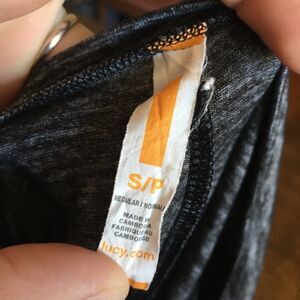 S/P
REGULAR / NORMAL
MADE IN
CAMBODIA
FABRIQUÉ AU
CAMBODGE
lucy.com